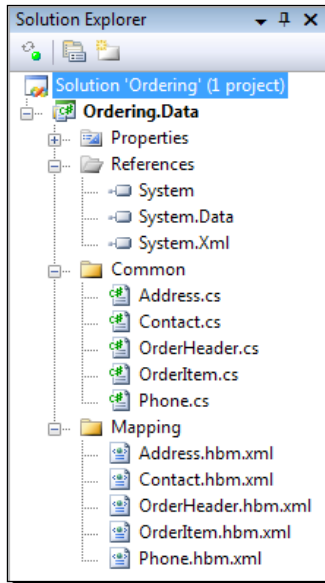 Solution Explorer
Solution 'Ordering' (1 project)
Ordering.Data
Properties
References
System
System.Data
System.Xml
Common
Address.cs
Contact.cs
OrderHeader.cs
OrderItem.cs
Phone.cs
Mapping
Address.hbm.xml
Contact.hbm.xml
OrderHeader.hbm.xml
OrderItem.hbm.xml
Phone.hbm.xml